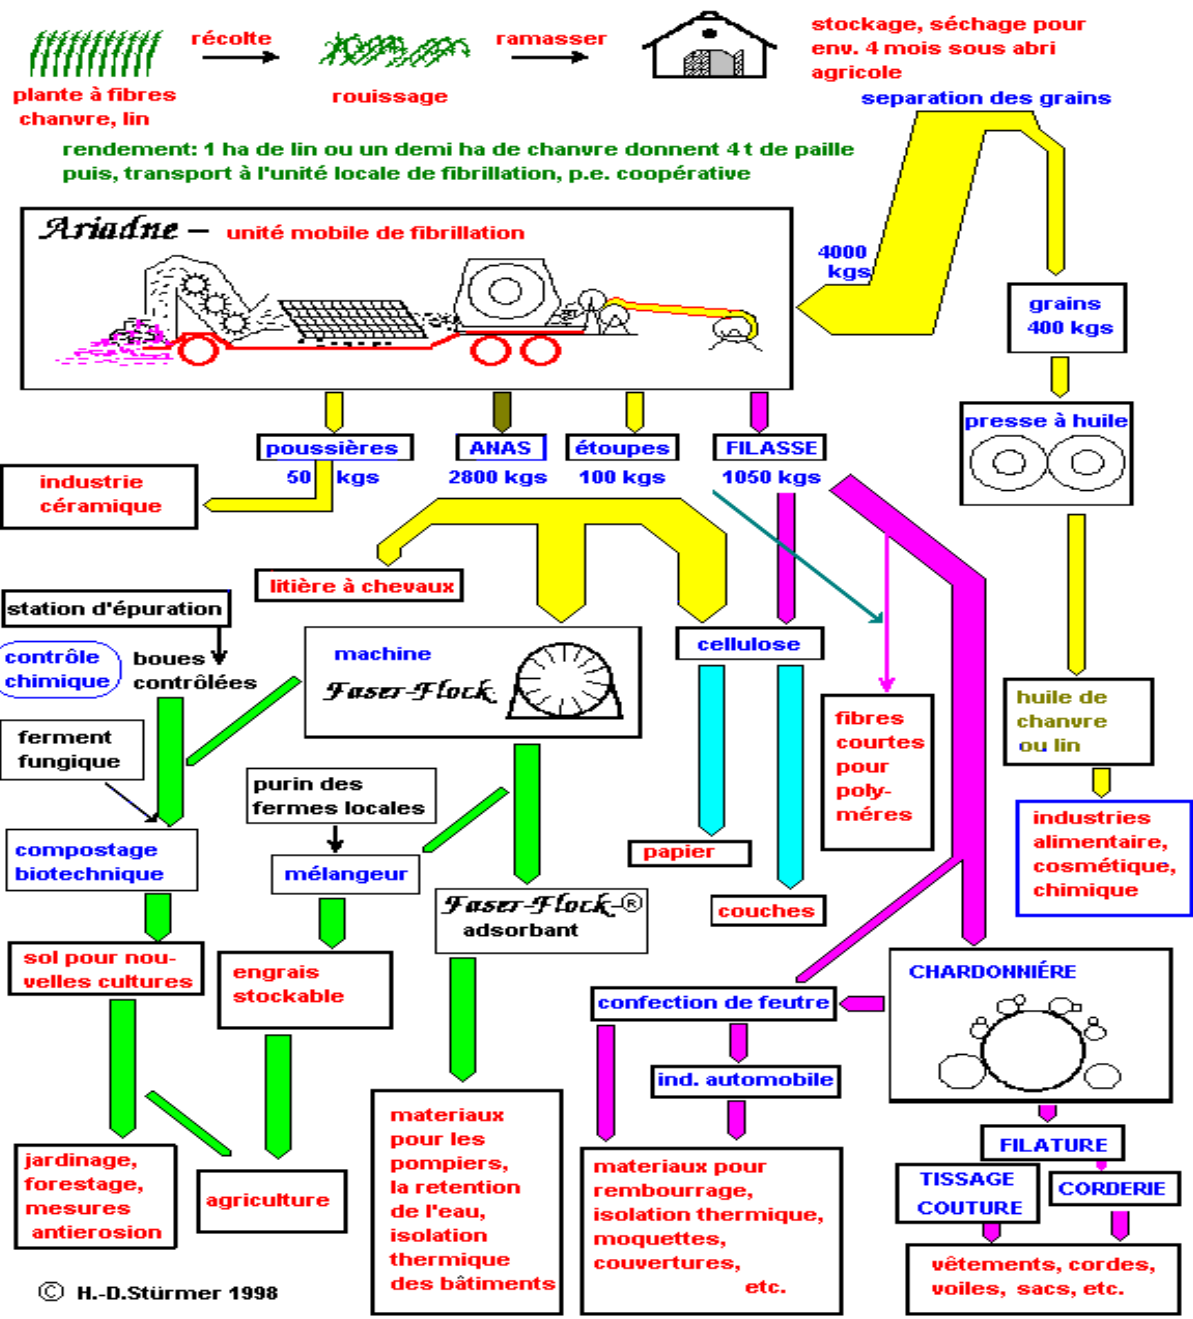 récolte
ramasser
stockage, séchage pour
env. 4 mois sous abri
agricole
plante à fibres
chanvre, lin
rouissage
separation des grains
rendement: 1 ha de lin ou un demi ha de chanvre donnent 4 t de paille
puis, transport à l'unité locale de fibrillation, p.e. coopérative
Ariadne – unité mobile de fibrillation
4000
kgs
grains
400 kgs
presse à huile
poussières
ANAS
étoupes
FILASSE
50 kgs
2800 kgs
100 kgs
1050 kgs
industrie
céramique
litière à chevaux
station d'épuration
contrôle
chimique
boues
contrôlées
machine
Faser-Flock
cellulose
ferment
fungique
purin des
fermes locales
fibres
courtes
pour
poly-
méres
huile de
chanvre
ou lin
industries
alimentaire,
cosmétique,
chimique
compostage
biotechnique
mélangeur
papier
couches
Faser-Flock-®
adsorbant
sol pour nou-
velles cultures
engrais
stockable
confection de feutre
CHARDONNIÉRE
ind. automobile
FILATURE
TISSAGE
COUTURE
CORDERIE
jardinage,
forestage,
mesures
antierosion
agriculture
materiaux
pour les
pompiers,
la retention
de l'eau,
isolation
thermique
des bâtiments
materiaux pour
rembourrage,
isolation thermique,
moquettes,
couvertures,
etc.
vêtements, cordes,
voiles, sacs, etc.
© H.-D.Stürmer 1998